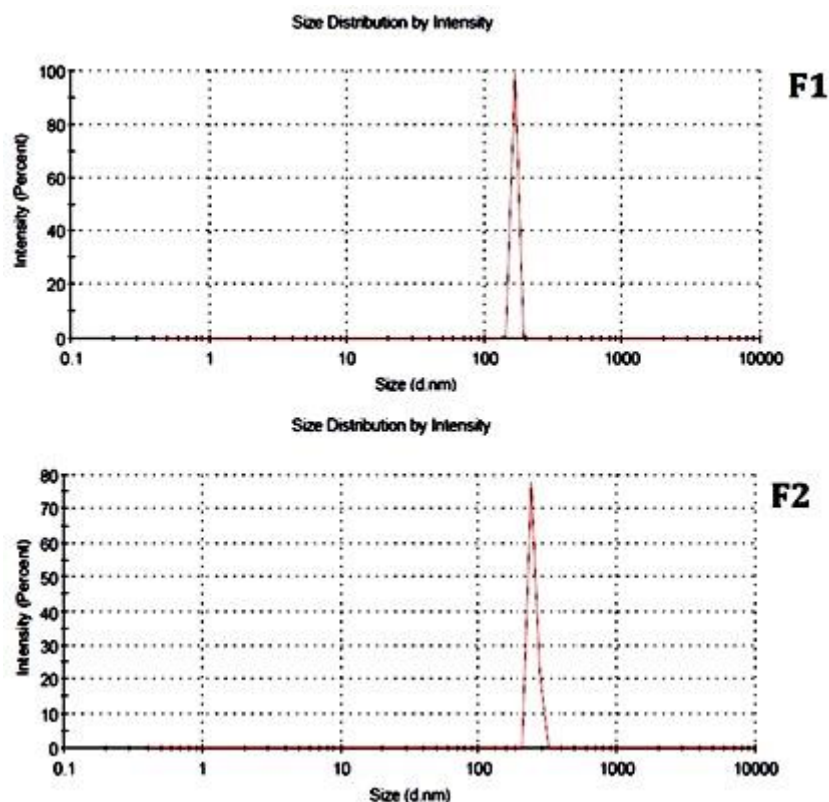 Size Distribution by Intensity
F1
100
80
60
40
20
0
Intensity (Percent)
0.1 1 10 100 1000 10000
Size (d.nm)
Size Distribution by Intensity
F2
80
70
60
50
40
30
20
10
0
Intensity (Percent)
0.1 1 10 100 1000 10000
Size (d.nm)